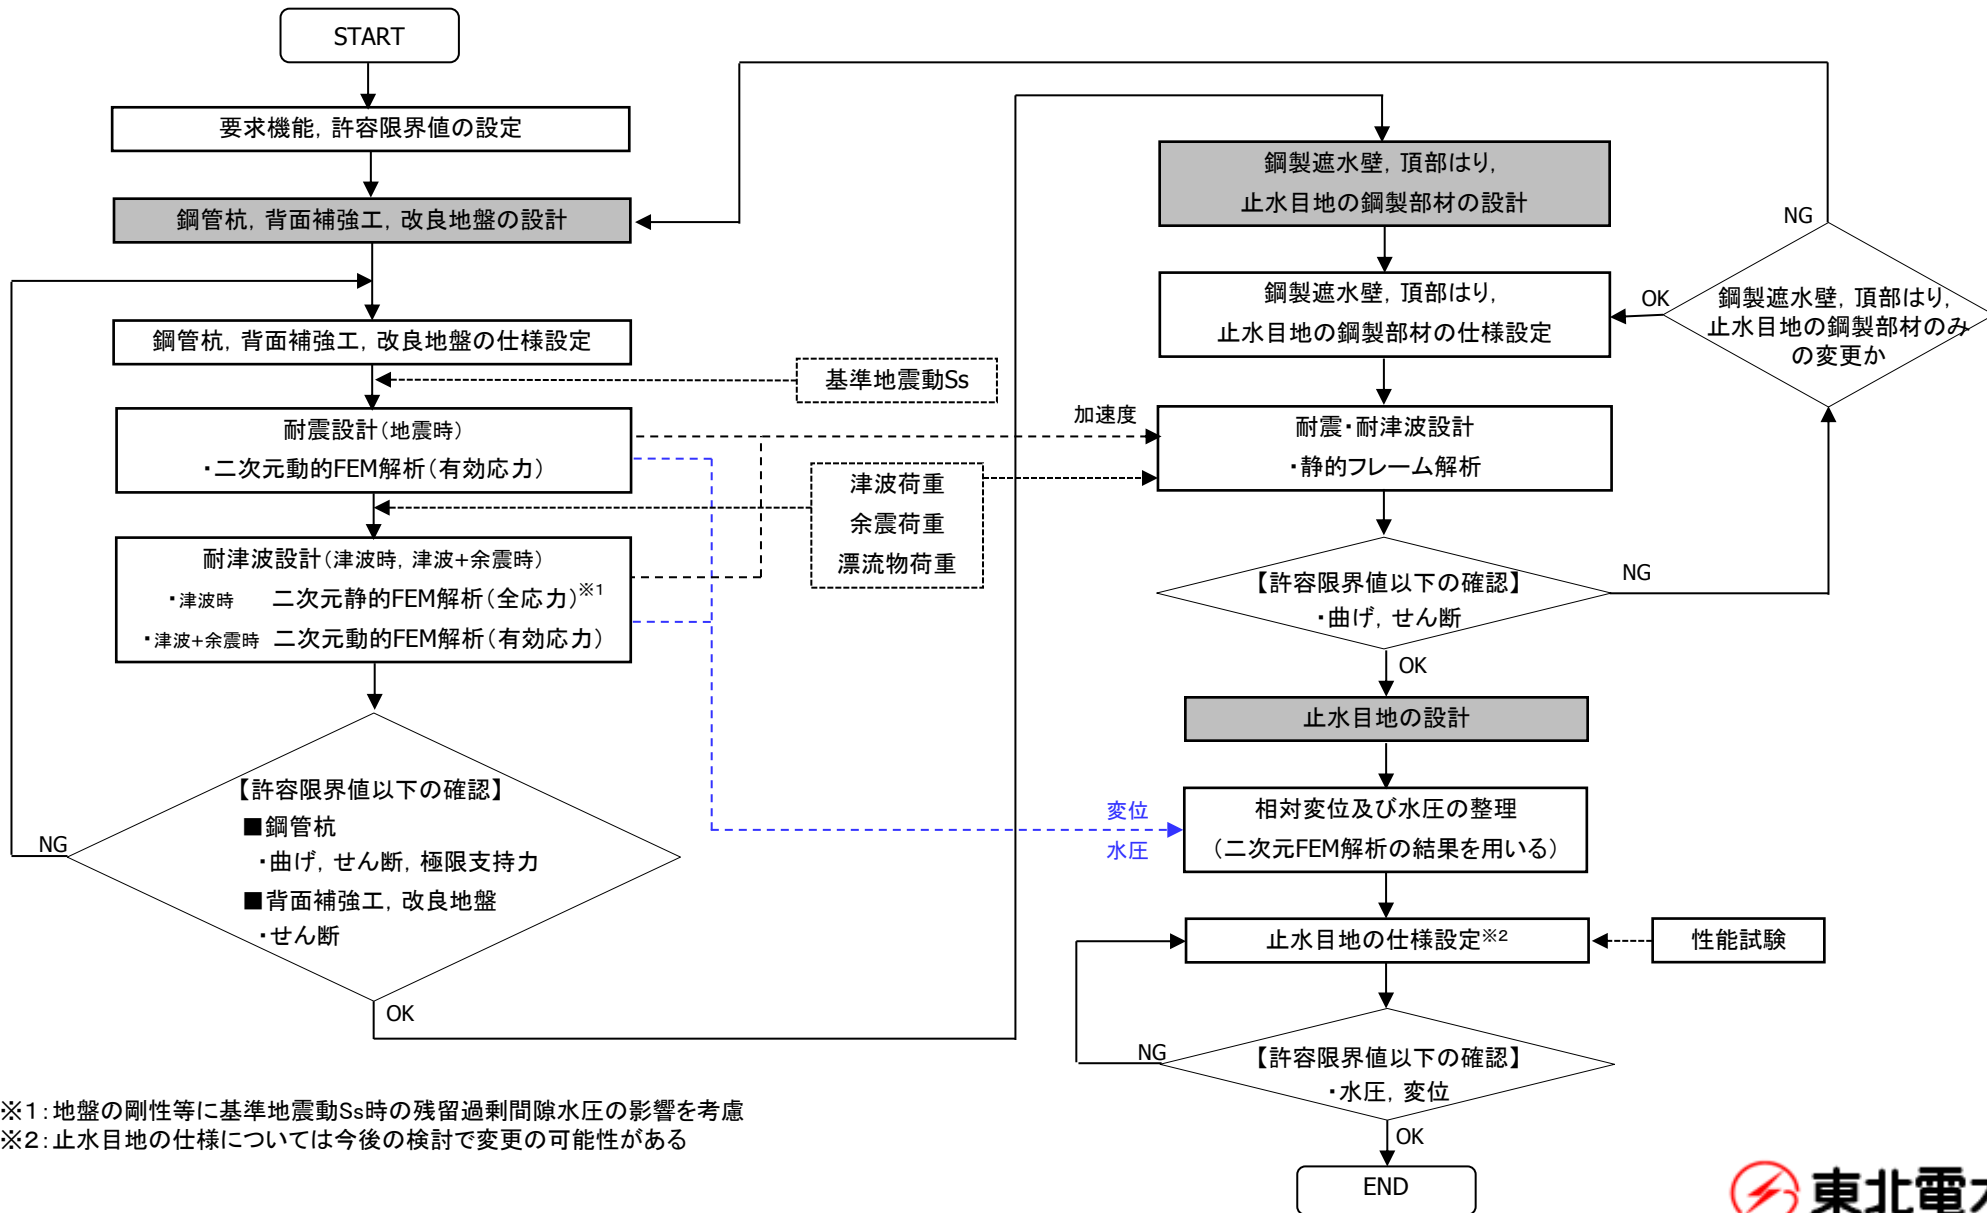 START
要求機能，許容限界値の設定
鋼管杭，背面補強工，改良地盤の設計
鋼管杭，背面補強工，改良地盤の仕様設定
基準地震動Ss
耐震設計（地震時）
・二次元動的FEM解析（有効応力）
津波荷重
余震荷重
漂流物荷重
耐津波設計（津波時，津波+余震時）
・津波時　二次元静的FEM解析（全応力）※1
・津波+余震時 二次元動的FEM解析（有効応力）
【許容限界値以下の確認】
■鋼管杭
・曲げ，せん断，極限支持力
■背面補強工，改良地盤
・せん断
NG
OK
鋼製遮水壁，頂部はり，
止水目地の鋼製部材の設計
鋼製遮水壁，頂部はり，
止水目地の鋼製部材の仕様設定
NG
OK
鋼製遮水壁，頂部はり，
止水目地の鋼製部材のみ
の変更か
加速度
耐震・耐津波設計
・静的フレーム解析
【許容限界値以下の確認】
・曲げ，せん断
NG
OK
止水目地の設計
変位
水圧
相対変位及び水圧の整理
（二次元FEM解析の結果を用いる）
止水目地の仕様設定※2
性能試験
【許容限界値以下の確認】
・水圧，変位
NG
OK
END
※1：地盤の剛性等に基準地震動Ss時の残留過剰間隙水圧の影響を考慮
※2：止水目地の仕様については今後の検討で変更の可能性がある
東北電